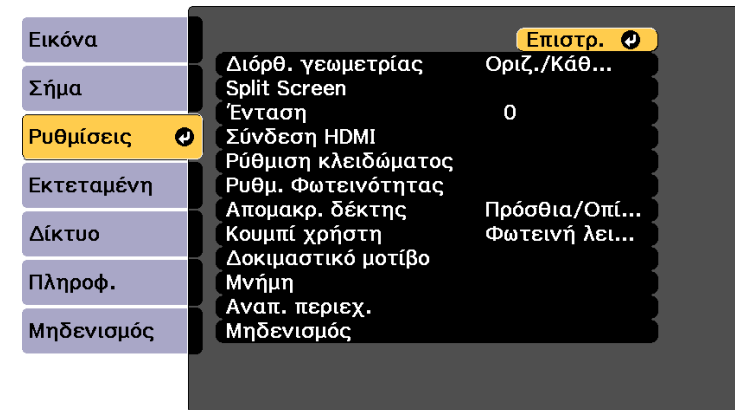 Εικόνα
Σήμα
Ρυθμίσεις
Εκτεταμένη
Δίκτυο
Πληροφ.
Μηδενισμός
Επιστρ.
Διόρθ. γεωμετρίας Οριζ./Κάθ...
Split Screen
Ένταση 0
Σύνδεση HDMI
Ρύθμιση κλειδώματος
Ρυθμ. Φωτεινότητας
Απομακρ. δέκτης Πρόσθια/Οπί...
Κουμπί χρήστη Φωτεινή λει...
Δοκιμαστικό μοτίβο
Μνήμη
Αναπ. περιεχ.
Μηδενισμός